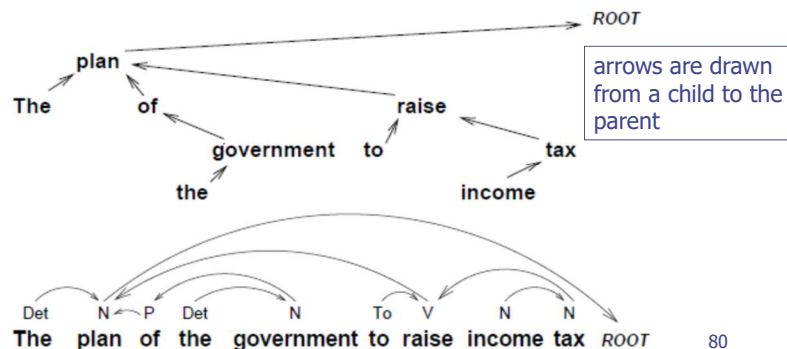 ROOT
plan
arrows are drawn
from a child to the
parent
The of raise
government to tax
the income
Det N P Det N To V N N
The plan of the government to raise income tax ROOT
80